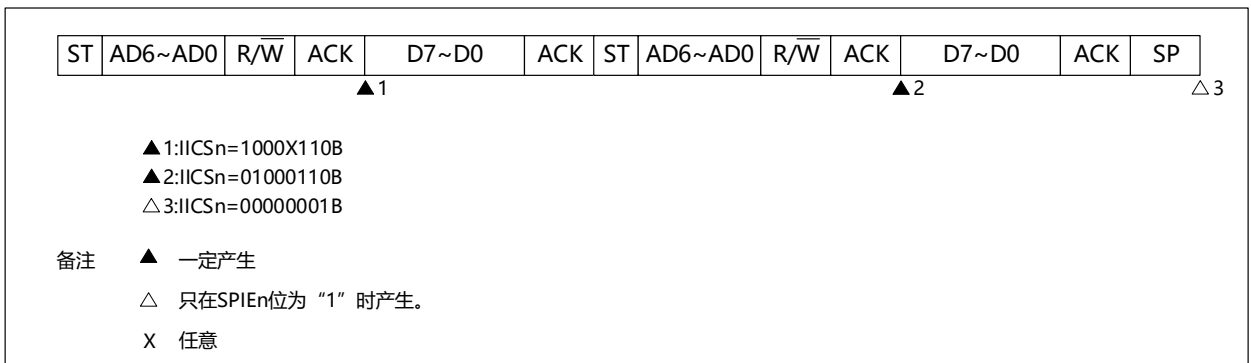 ST AD6~AD0 R/W̅ ACK D7~D0 ACK ST AD6~AD0 R/W̅ ACK D7~D0 ACK SP
▲1 ▲2 △3
▲1:IICSn=1000X110B
▲2:IICSn=01000110B
△3:IICSn=00000001B
备注 ▲ 一定产生
△ 只在SPIEn位为“1”时产生。
X 任意